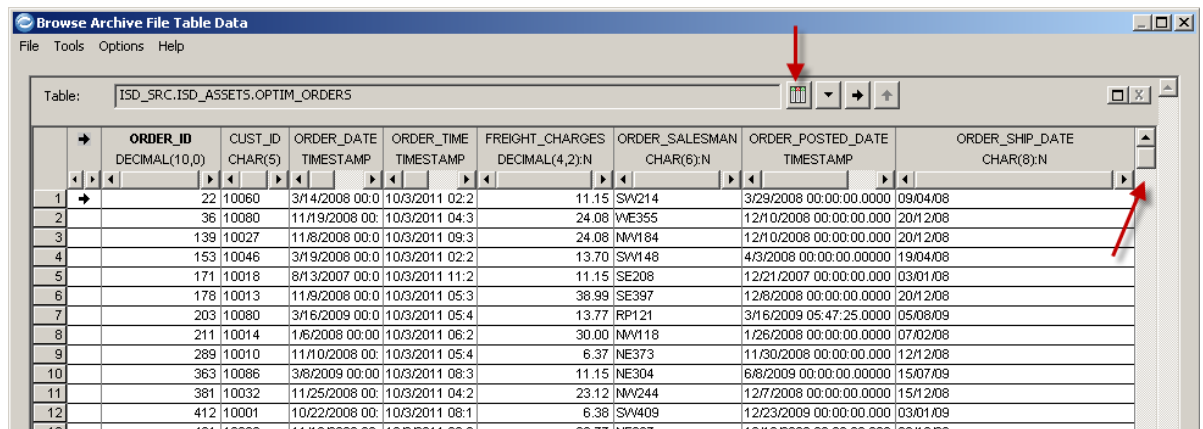 Browse Archive File Table Data
File Tools Options Help
Table: ISD_SRC.ISD_ASSETS.OPTIM_ORDERS
ORDER_ID CUST_ID ORDER_DATE ORDER_TIME FREIGHT_CHARGES ORDER_SALESMAN ORDER_POSTED_DATE ORDER_SHIP_DATE
DECIMAL(10,0) CHAR(5) TIMESTAMP TIMESTAMP DECIMAL(4,2):N CHAR(6):N TIMESTAMP CHAR(8):N
1 22 10060 3/14/2008 00:0 10/3/2011 02:2 11.15 SW214 3/29/2008 00:00:00.0000 09/04/08
2 36 10080 11/19/2008 00: 10/3/2011 04:3 24.08 WE355 12/10/2008 00:00:00.000 20/12/08
3 139 10027 11/8/2008 00:0 10/3/2011 09:3 24.08 NW184 12/10/2008 00:00:00.000 20/12/08
4 153 10046 3/19/2008 00:0 10/3/2011 02:2 13.70 SW148 4/3/2008 00:00:00.00000 19/04/08
5 171 10018 8/13/2007 00:0 10/3/2011 11:2 11.15 SE208 12/21/2007 00:00:00.000 03/01/08
6 178 10013 11/9/2008 00:0 10/3/2011 05:3 38.99 SE397 12/8/2008 00:00:00.0000 20/12/08
7 203 10080 3/16/2009 00:0 10/3/2011 05:4 13.77 RP121 3/16/2009 05:47:25.0000 05/08/09
8 211 10014 1/6/2008 00:00 10/3/2011 06:2 30.00 NW118 1/26/2008 00:00:00.0000 07/02/08
9 289 10010 11/10/2008 00: 10/3/2011 05:4 6.37 NE373 11/30/2008 00:00:00.000 12/12/08
10 363 10086 3/8/2009 00:00 10/3/2011 08:3 11.15 NE304 6/8/2009 00:00:00.00000 15/07/09
11 381 10032 11/25/2008 00: 10/3/2011 04:2 23.12 NW244 12/7/2008 00:00:00.0000 15/12/08
12 412 10001 10/22/2008 00: 10/3/2011 08:1 6.38 SW409 12/23/2009 00:00:00.000 03/01/09